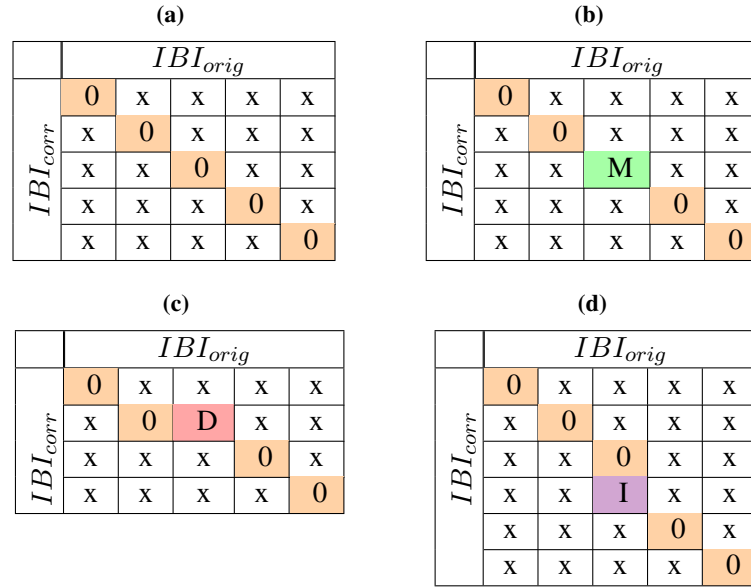 (a)
IBI_orig
IBI_corr
0 x x x x
x 0 x x x
x x 0 x x
x x x 0 x
x x x x 0
(b)
IBI_orig
IBI_corr
0 x x x x
x 0 x x x
x x M x x
x x x 0 x
x x x x 0
(c)
IBI_orig
IBI_corr
0 x x x x
x 0 D x x
x x x 0 x
x x x x 0
(d)
IBI_orig
IBI_corr
0 x x x x
x 0 x x x
x x 0 x x
x x I x x
x x x 0 x
x x x x 0